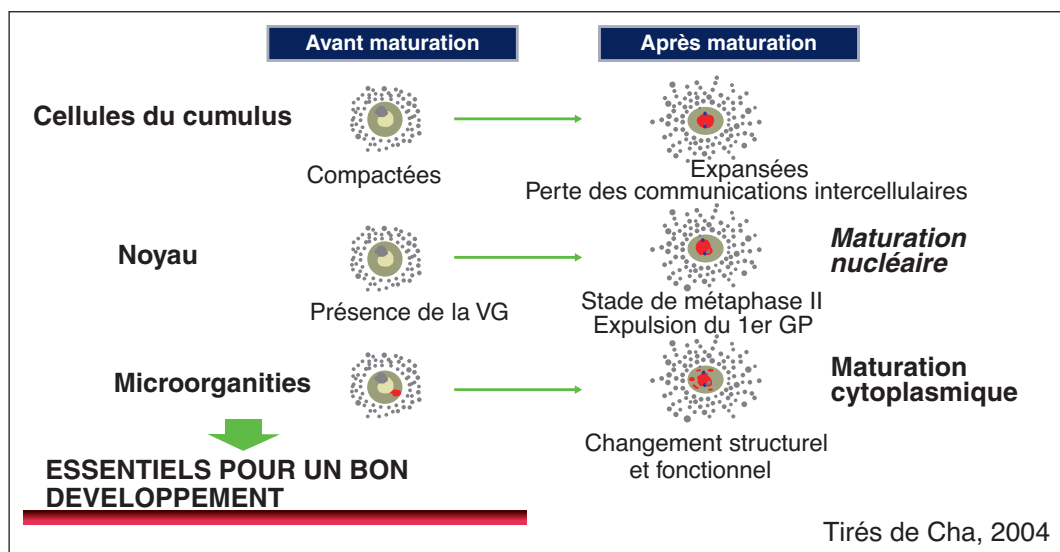 Avant maturation
Après maturation
Cellules du cumulus
Compactées
Expansées
Perte des communications intercellulaires
Noyau
Présence de la VG
Stade de métaphase II
Expulsion du 1er GP
Maturation
nucléaire
Microorganities
Changement structurel
et fonctionnel
Maturation
cytoplasmique
ESSENTIELS POUR UN BON
DEVELOPPEMENT
Tirés de Cha, 2004